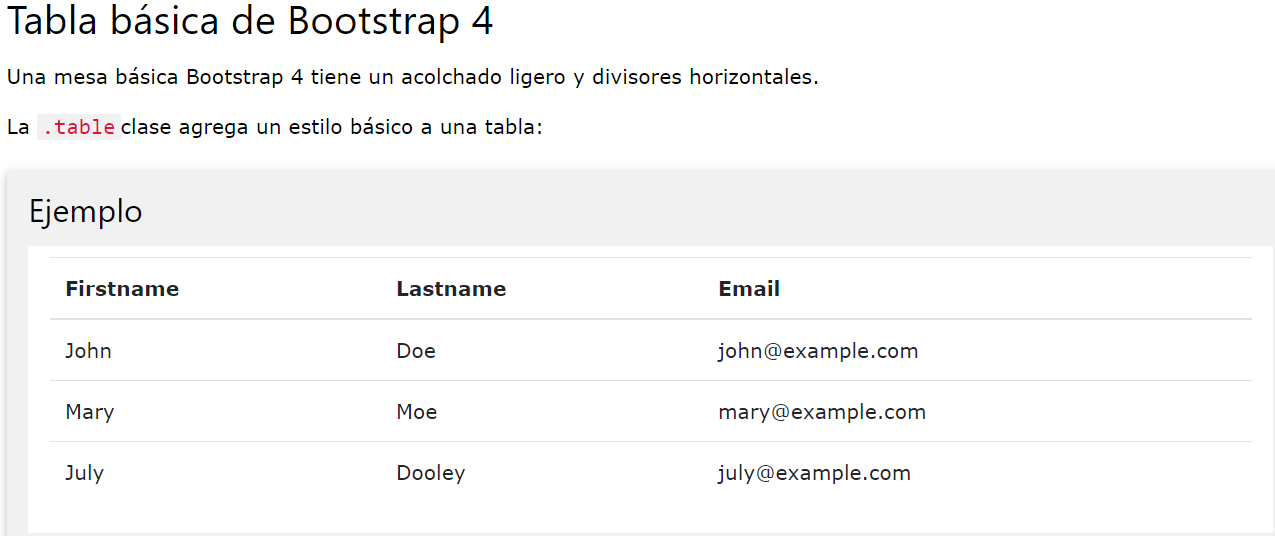 Tabla básica de Bootstrap 4
Una mesa básica Bootstrap 4 tiene un acolchado ligero y divisores horizontales.
La .table clase agrega un estilo básico a una tabla:
Ejemplo
Firstname Lastname Email
John Doe john@example.com
Mary Moe mary@example.com
July Dooley july@example.com